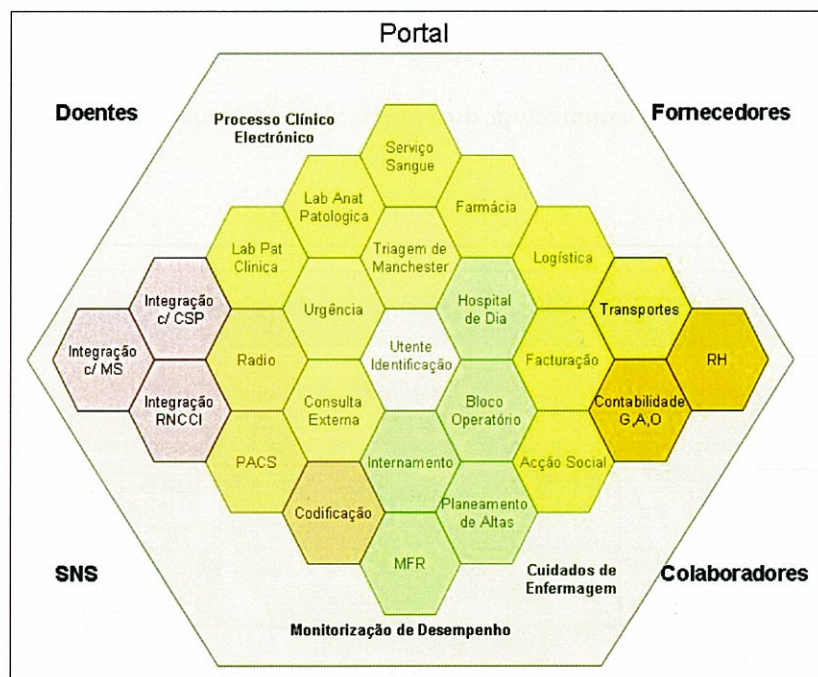 Portal
Doentes
Fornecedores
Processo Clínico
Electrónico
Serviço
Sangue
Lab Anat
Patologica
Farmácia
Lab Pat
Clinica
Triagem de
Manchester
Logística
Integração
c/ CSP
Urgência
Hospital
de Dia
Transportes
Integração
c/ MS
Radio
Utente
Identificação
Facturação
RH
Integração
RNCCI
Consulta
Externa
Bloco
Operatório
Contabilidade
G,A,O
PACS
Internamento
Acção Social
Codificação
Planeamento
de Altas
MFR
Cuidados de
Enfermagem
SNS
Colaboradores
Monitorização de Desempenho